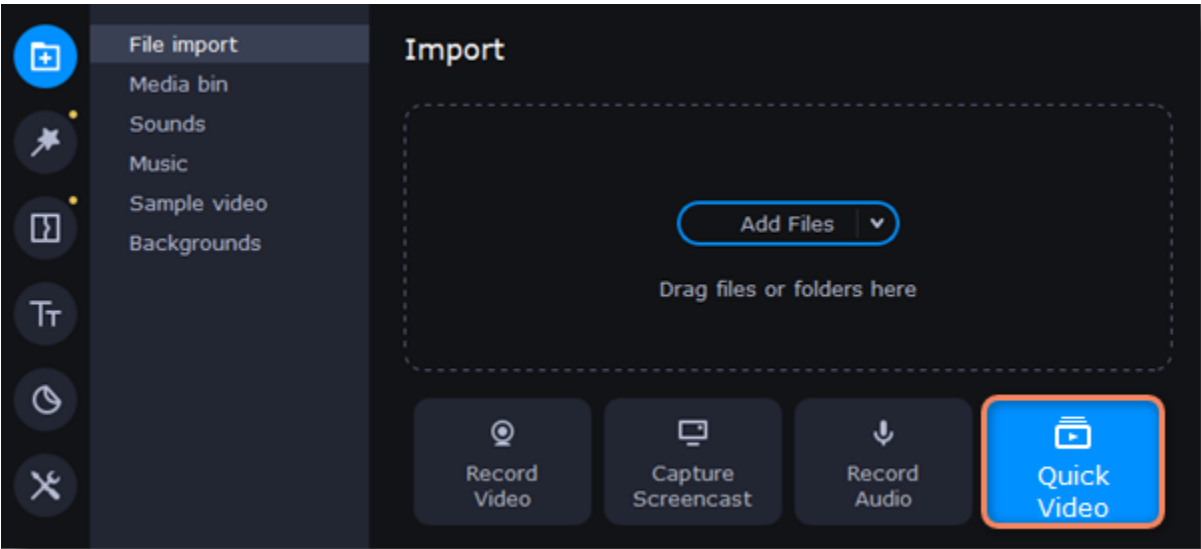 File import
Media bin
Sounds
Music
Sample video
Backgrounds
Import
Add Files
Drag files or folders here
Record
Video
Capture
Screencast
Record
Audio
Quick
Video
Tт